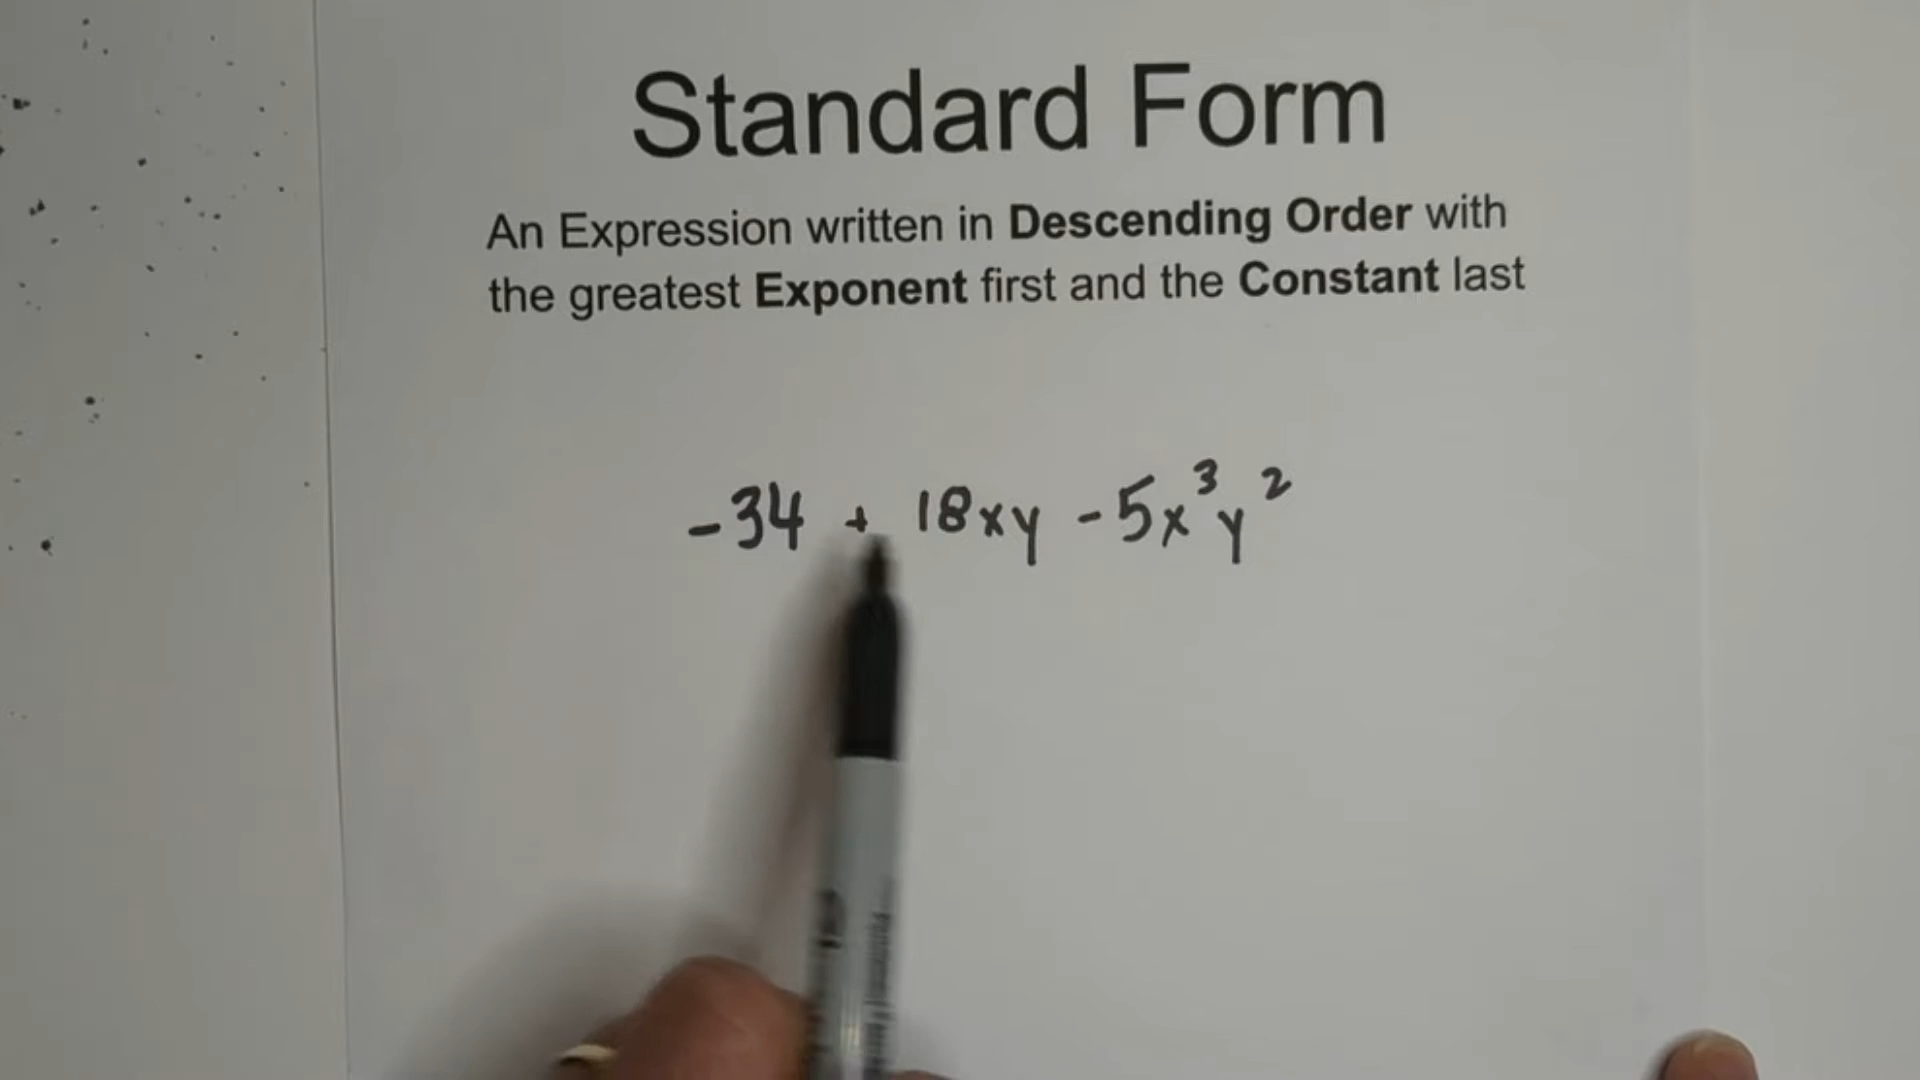 Standard Form
An Expression written in Descending Order with
the greatest Exponent first and the Constant last
-34 + 18xy -5x³y²